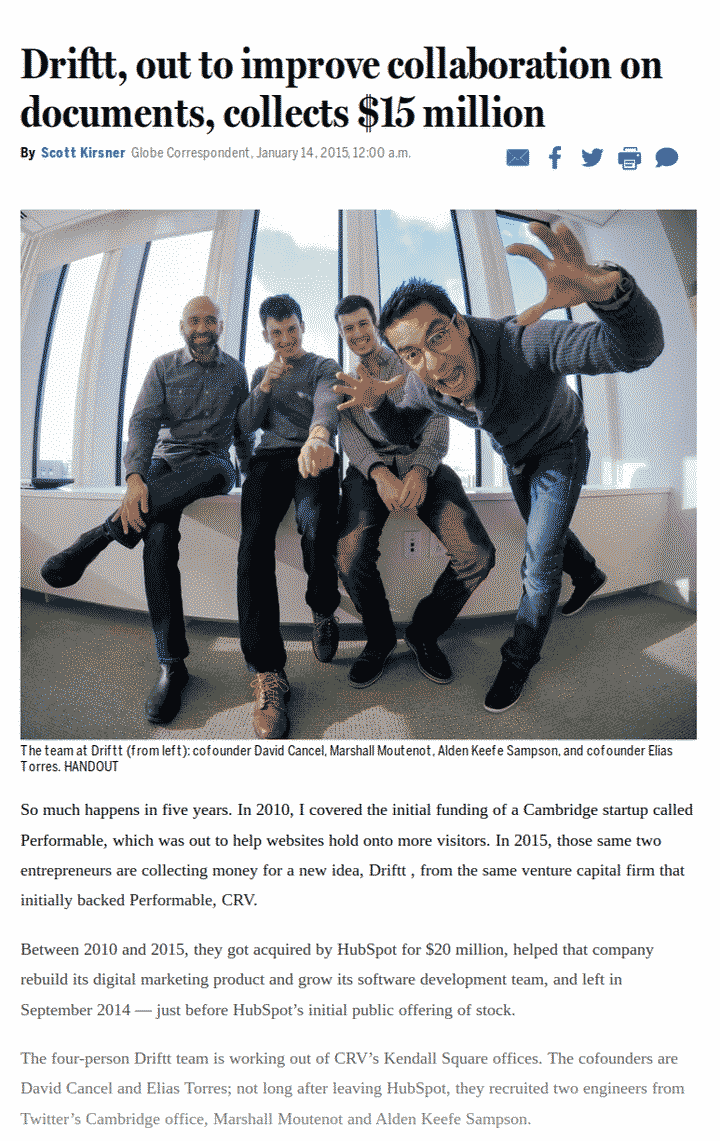 Driftt, out to improve collaboration on
documents, collects $15 million
By Scott Kirsner Globe Correspondent, January 14, 2015, 12:00 a.m.
The team at Driftt (from left): cofounder David Cancel, Marshall Moutenot, Alden Keefe Sampson, and cofounder Elias
Torres. HANDOUT
So much happens in five years. In 2010, I covered the initial funding of a Cambridge startup called
Performable, which was out to help websites hold onto more visitors. In 2015, those same two
entrepreneurs are collecting money for a new idea, Driftt , from the same venture capital firm that
initially backed Performable, CRV.
Between 2010 and 2015, they got acquired by HubSpot for $20 million, helped that company
rebuild its digital marketing product and grow its software development team, and left in
September 2014 — just before HubSpot’s initial public offering of stock.
The four-person Driftt team is working out of CRV’s Kendall Square offices. The cofounders are
David Cancel and Elias Torres; not long after leaving HubSpot, they recruited two engineers from
Twitter’s Cambridge office, Marshall Moutenot and Alden Keefe Sampson.